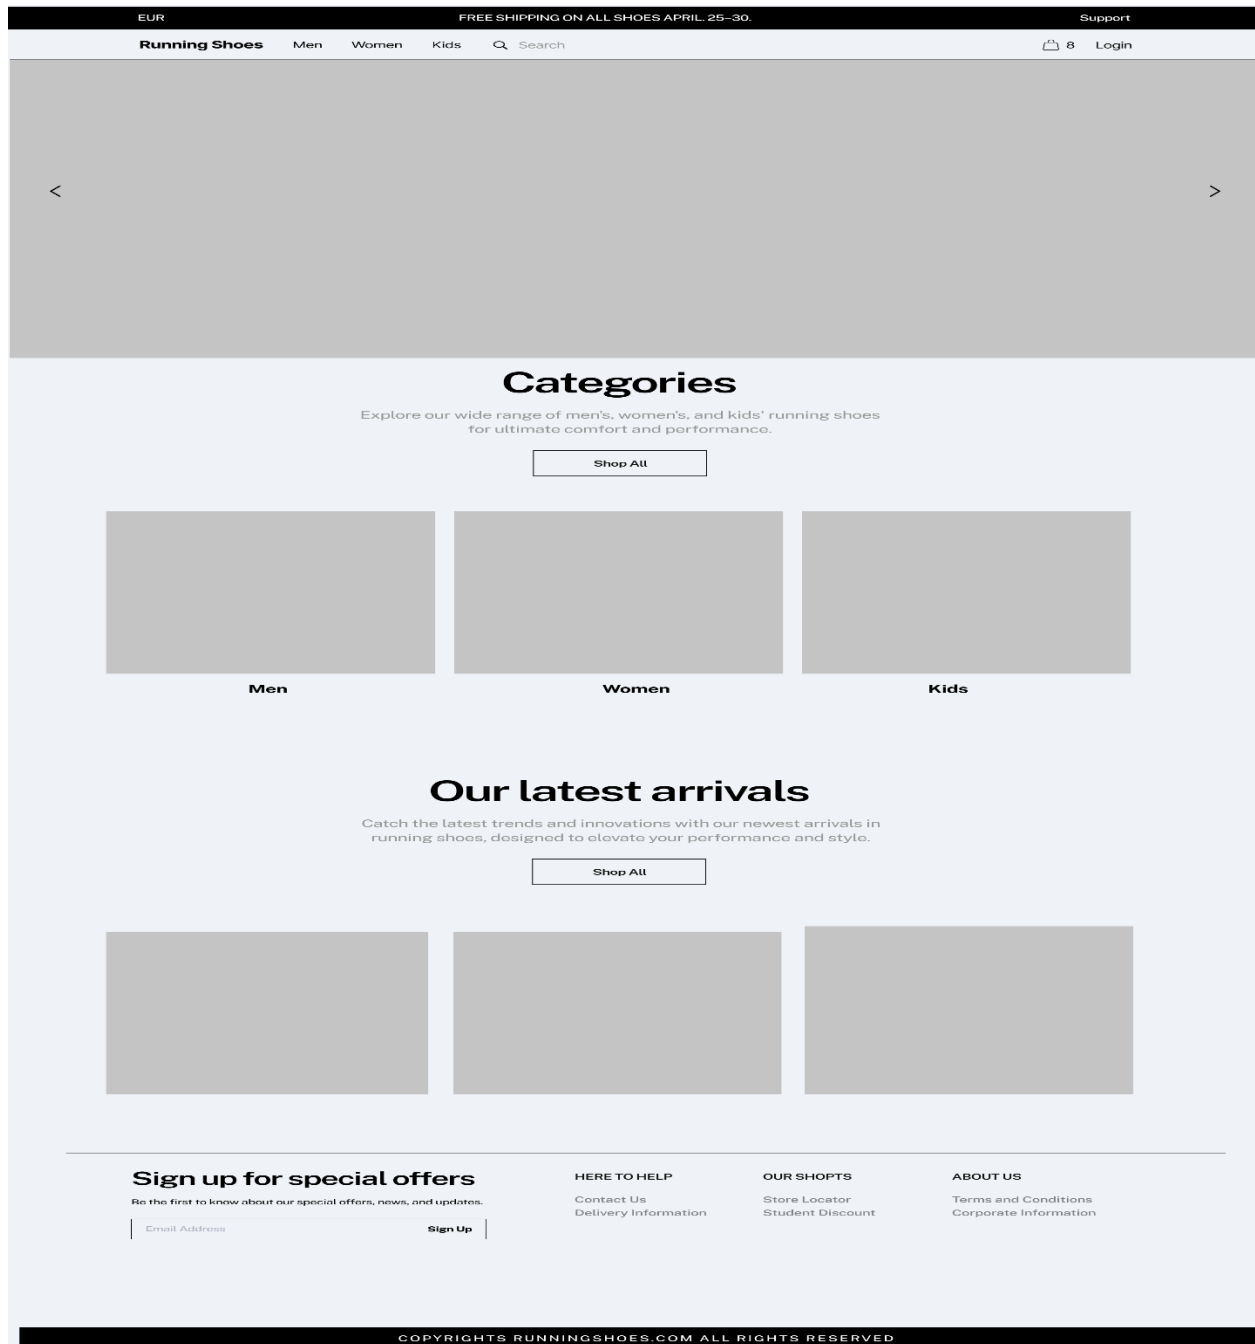 EUR FREE SHIPPING ON ALL SHOES APRIL. 25–30. Support
Running Shoes Men Women Kids Search 8 Login
< >
Categories
Explore our wide range of men's, women's, and kids' running shoes
for ultimate comfort and performance.
Shop All
Men Women Kids
Our latest arrivals
Catch the latest trends and innovations with our newest arrivals in
running shoes, designed to elevate your performance and style.
Shop All
Sign up for special offers
Be the first to know about our special offers, news, and updates.
Email Address Sign Up
HERE TO HELP
Contact Us
Delivery Information
OUR SHOPTS
Store Locator
Student Discount
ABOUT US
Terms and Conditions
Corporate Information
COPYRIGHTS RUNNINGSHOES.COM ALL RIGHTS RESERVED